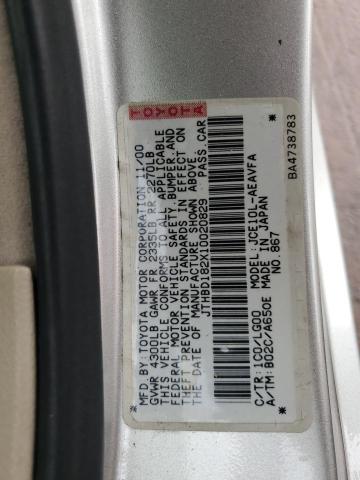 TOYOTA
MFD.BY:TOYOTA MOTOR CORPORATION 11/00
GVWR 4300LB GAWR FR 2335LB RR 2270LB
THIS VEHICLE CONFORMS TO ALL APPLICABLE
FEDERAL MOTOR VEHICLE SAFETY,BUMPER,AND
THEFT PREVENTION STANDARDS IN EFFECT ON
THE DATE OF MANUFACTURE SHOWN ABOVE.
JTHBD182X10020829 PASS.CAR
C/TR:1C0/LG00 MODEL:JCE10L-AEAVFA
A/TM:B02C/A650E MADE IN JAPAN
NO.867
* BA4738783 *